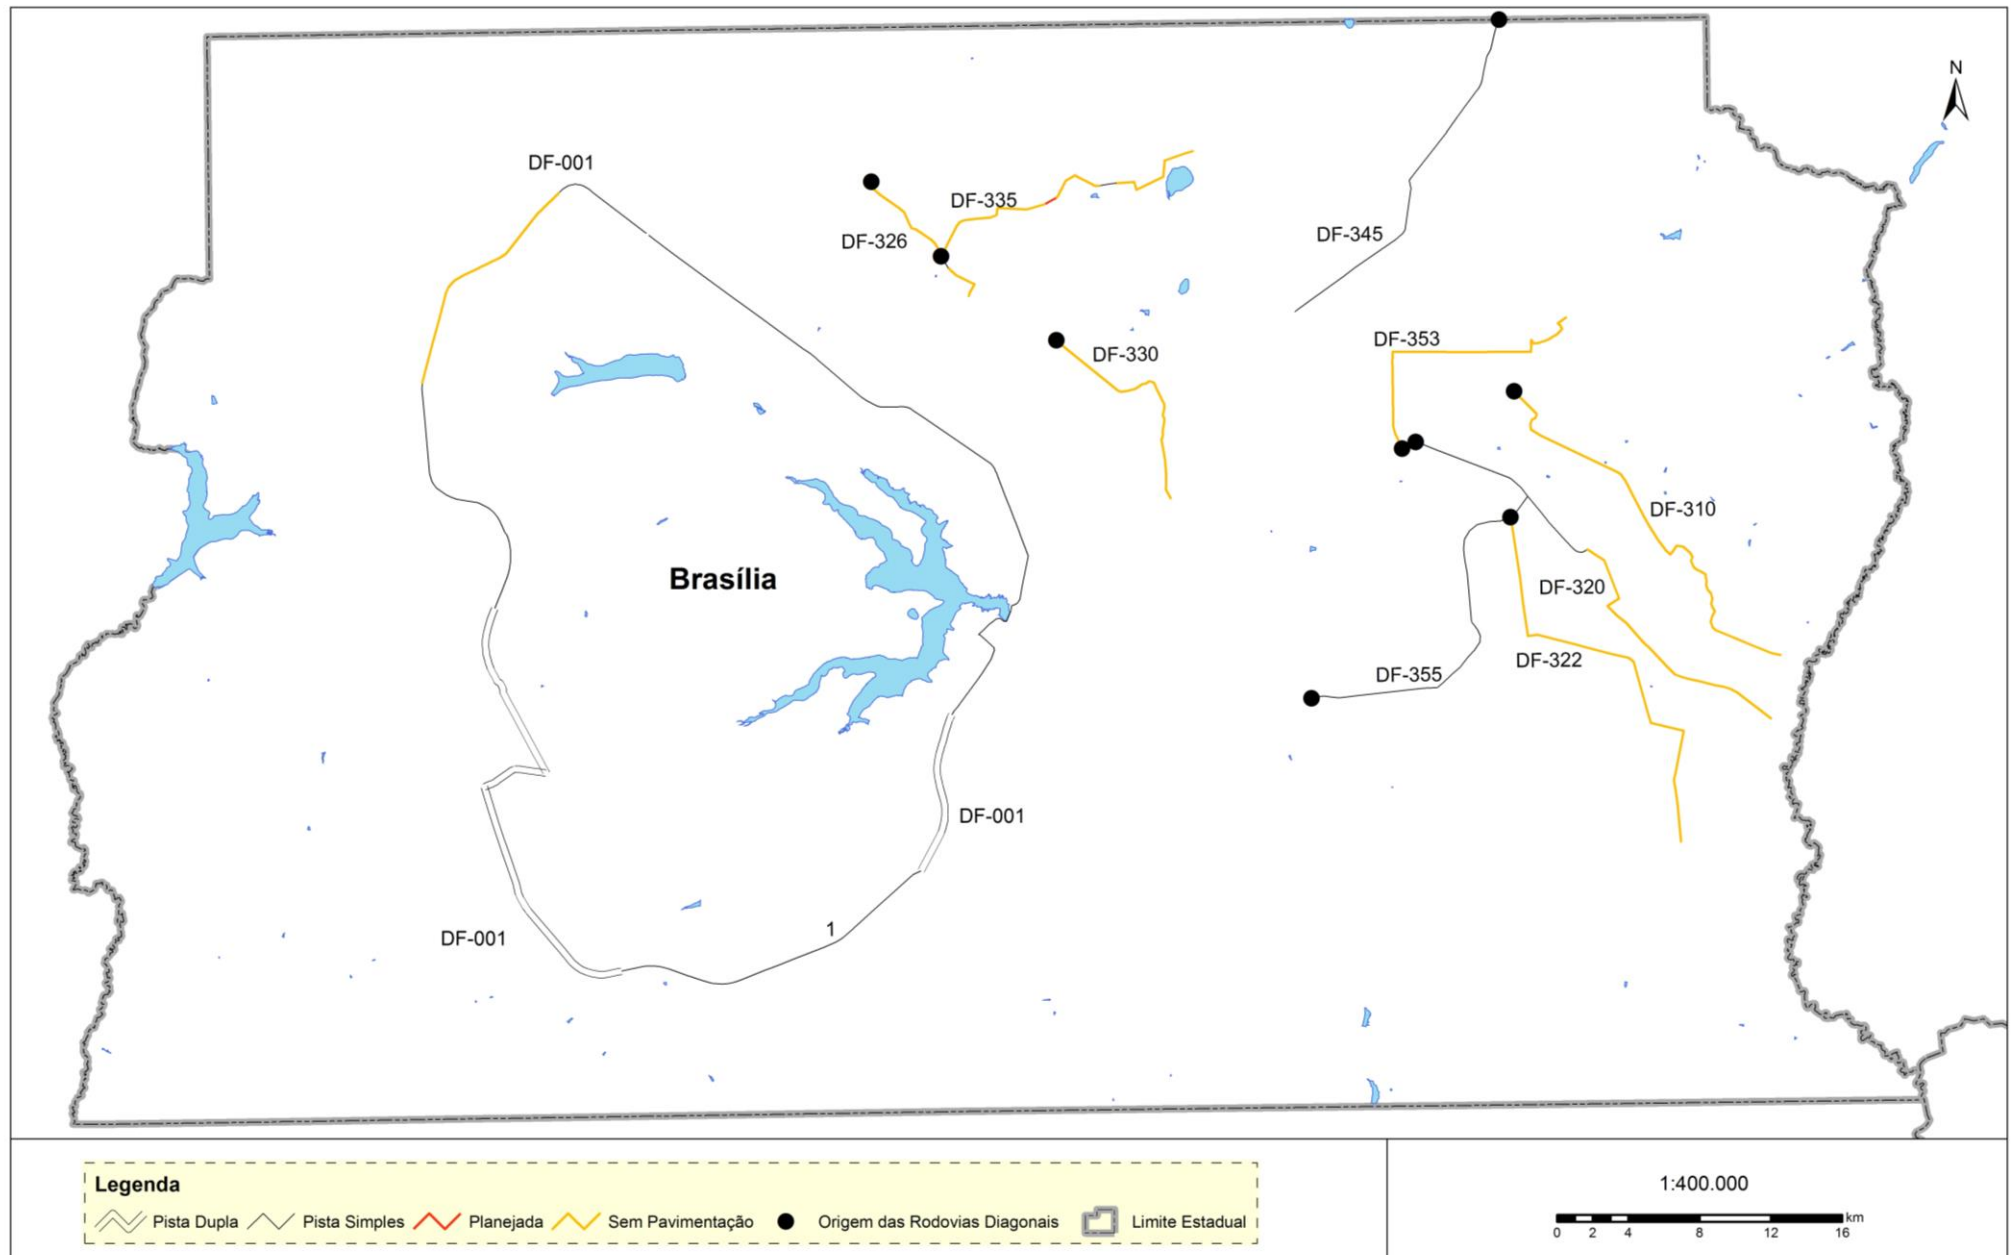 N
DF-001
DF-335
DF-326
DF-345
DF-353
DF-330
DF-310
Brasília
DF-320
DF-322
DF-355
DF-001
1
DF-001
Legenda
Pista Dupla Pista Simples Planejada Sem Pavimentação Origem das Rodovias Diagonais Limite Estadual
1:400.000
km
0 2 4 8 12 16